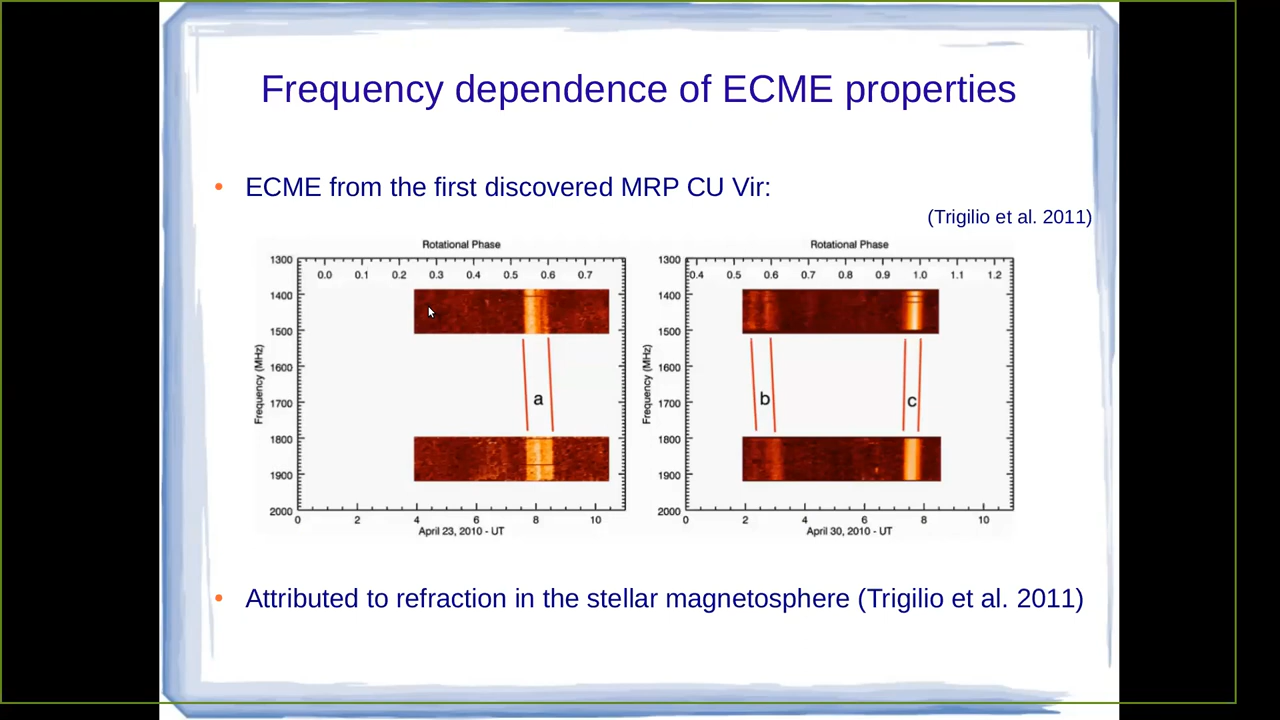 Frequency dependence of ECME properties
• ECME from the first discovered MRP CU Vir:
(Trigilio et al. 2011)
Rotational Phase
0.0 0.1 0.2 0.3 0.4 0.5 0.6 0.7
1300
1400
1500
1600
1700
1800
1900
2000
Frequency (MHz)
a
0 2 4 6 8 10
April 23, 2010 - UT
Rotational Phase
0.4 0.5 0.6 0.7 0.8 0.9 1.0 1.1 1.2
1300
1400
1500
1600
1700
1800
1900
2000
Frequency (MHz)
b c
0 2 4 6 8 10
April 30, 2010 - UT
• Attributed to refraction in the stellar magnetosphere (Trigilio et al. 2011)